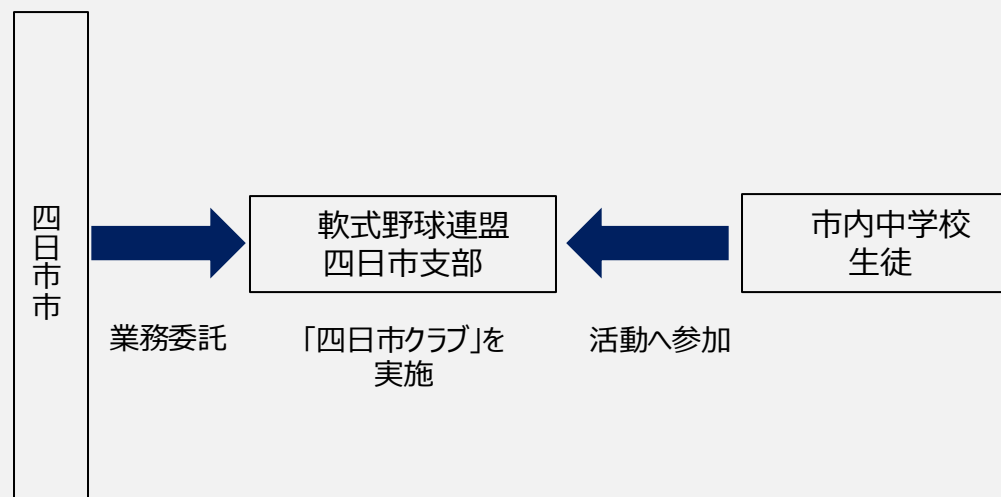 四日市市
業務委託
軟式野球連盟
四日市支部
「四日市クラブ」を
実施
活動へ参加
市内中学校
生徒